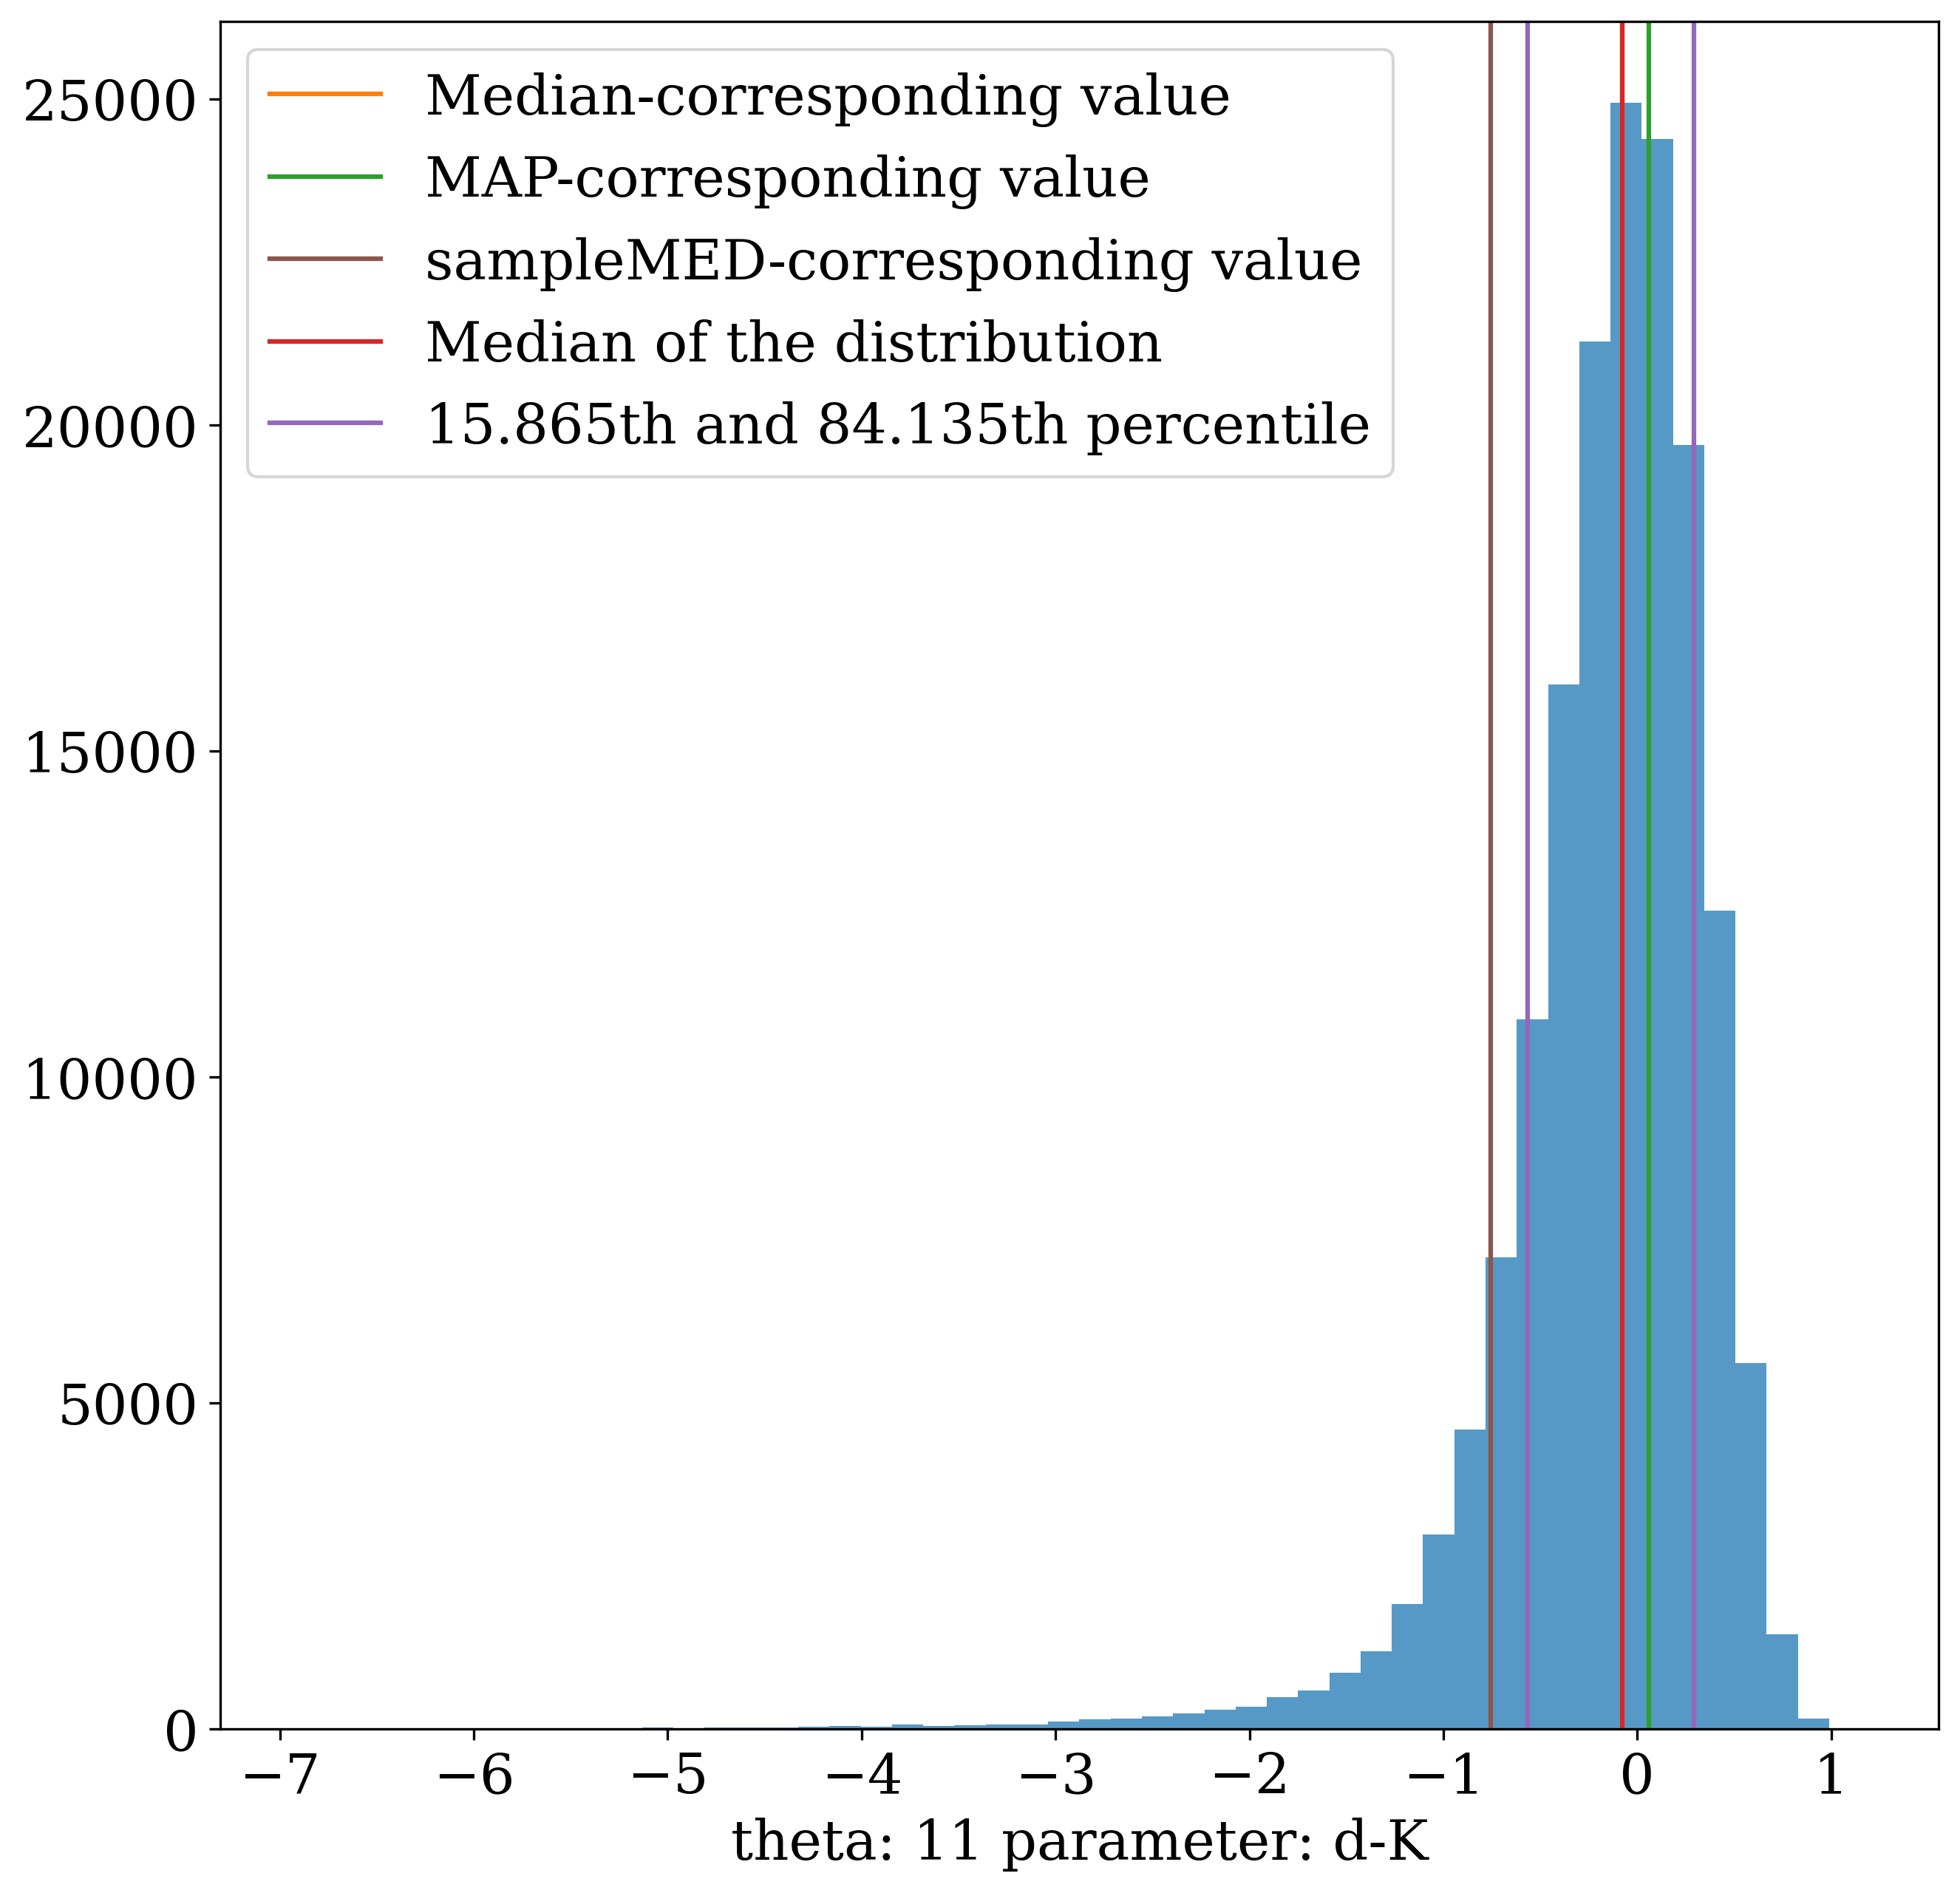 Median-corresponding value
MAP-corresponding value
sampleMED-corresponding value
Median of the distribution
15.865th and 84.135th percentile
25000
20000
15000
10000
5000
0
−7 −6 −5 −4 −3 −2 −1 0 1
theta: 11 parameter: d-K